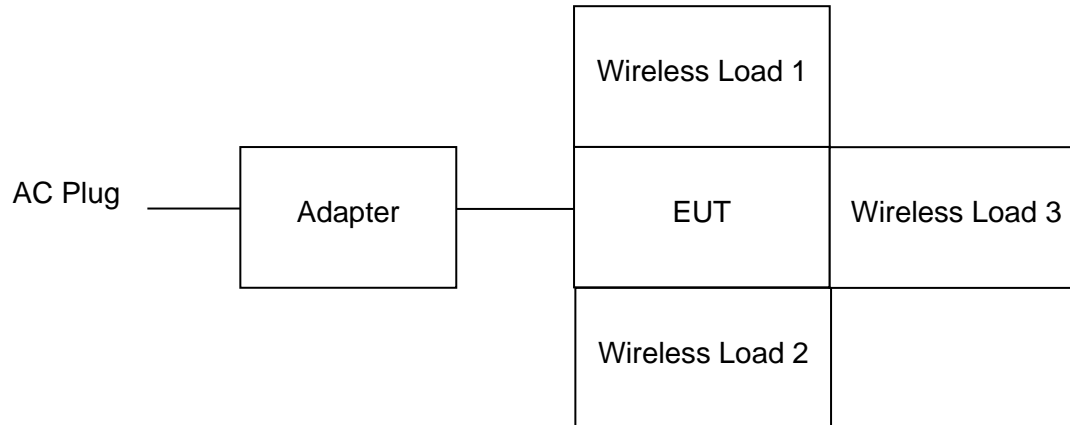 Wireless Load 1
AC Plug
Adapter
EUT
Wireless Load 3
Wireless Load 2